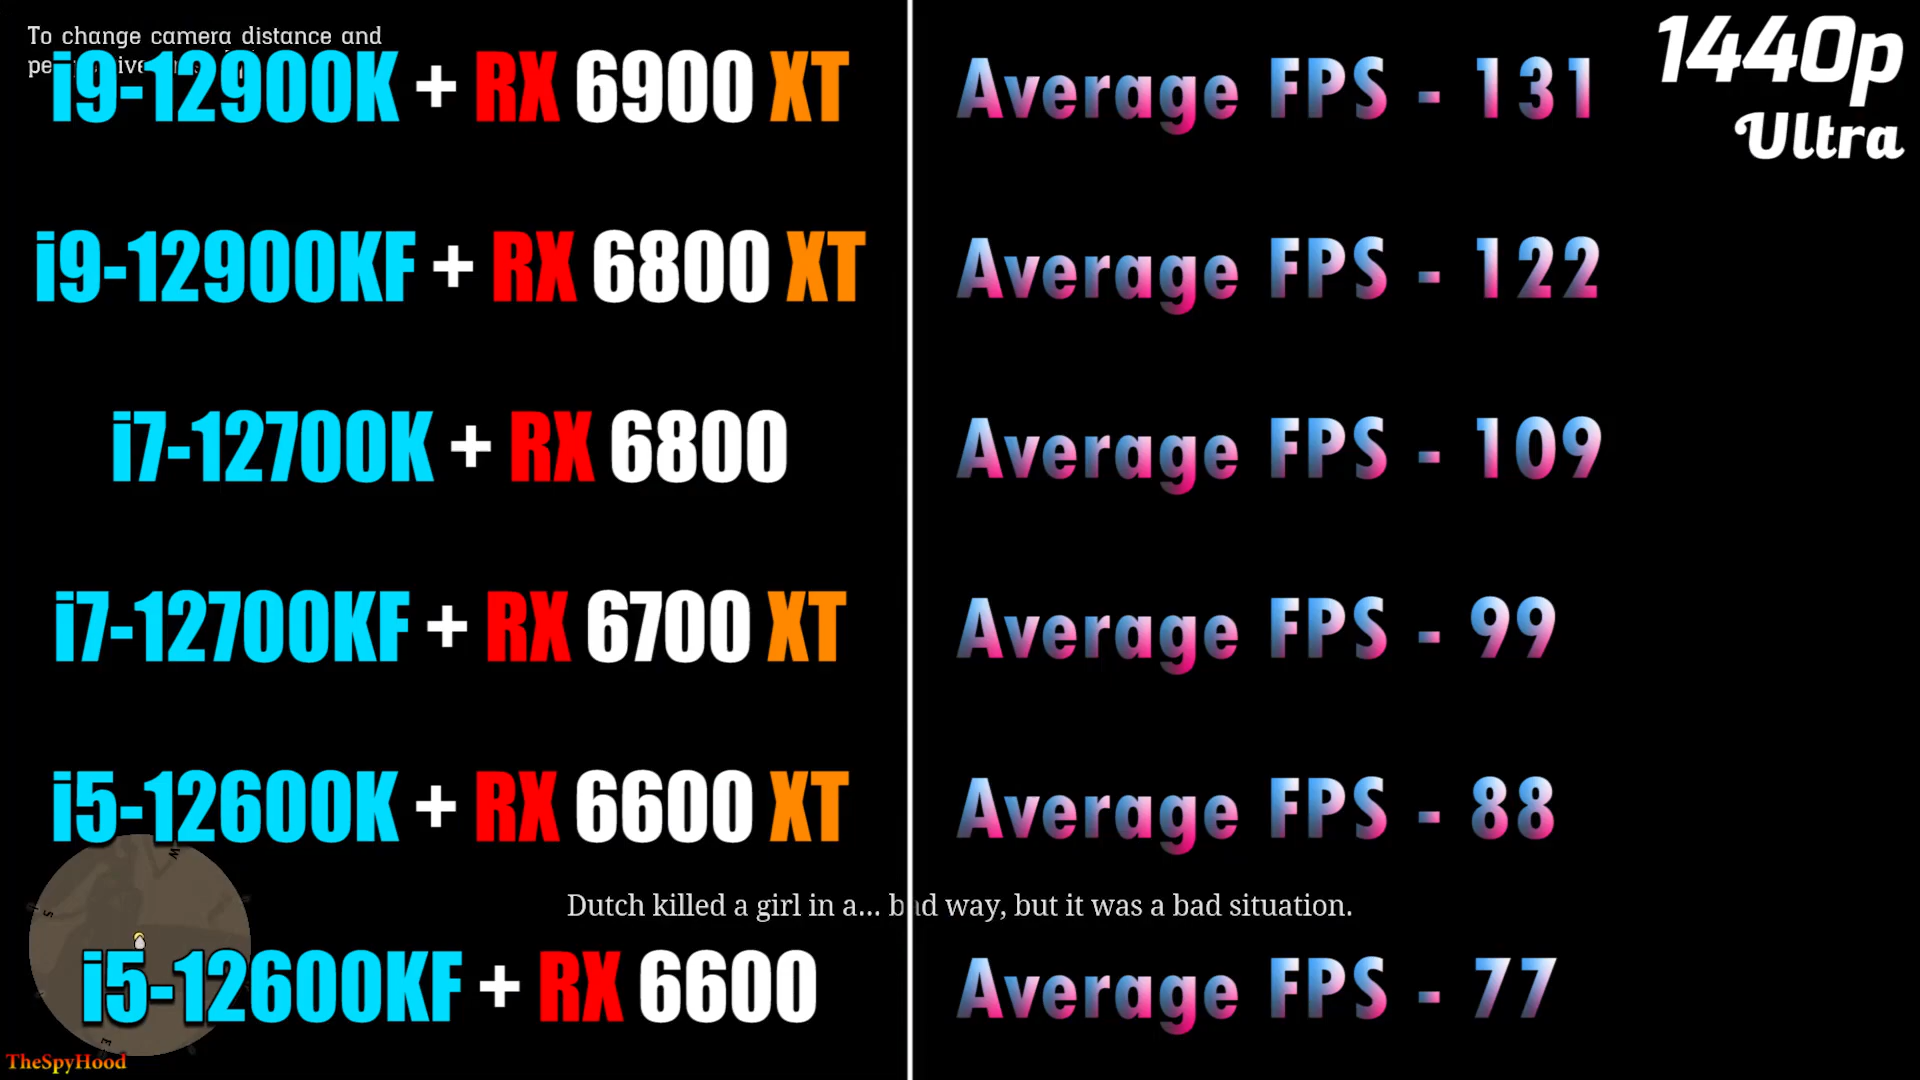 To change camera distance and
i9-12900K + RX 6900 XT
Average FPS - 131
1440p
Ultra
i9-12900KF + RX 6800 XT
Average FPS - 122
i7-12700K + RX 6800
Average FPS - 109
i7-12700KF + RX 6700 XT
Average FPS - 99
i5-12600K + RX 6600 XT
Average FPS - 88
W
Dutch killed a girl in a... bad way, but it was a bad situation.
S
i5-12600KF + RX 6600
Average FPS - 77
E
TheSpyHood